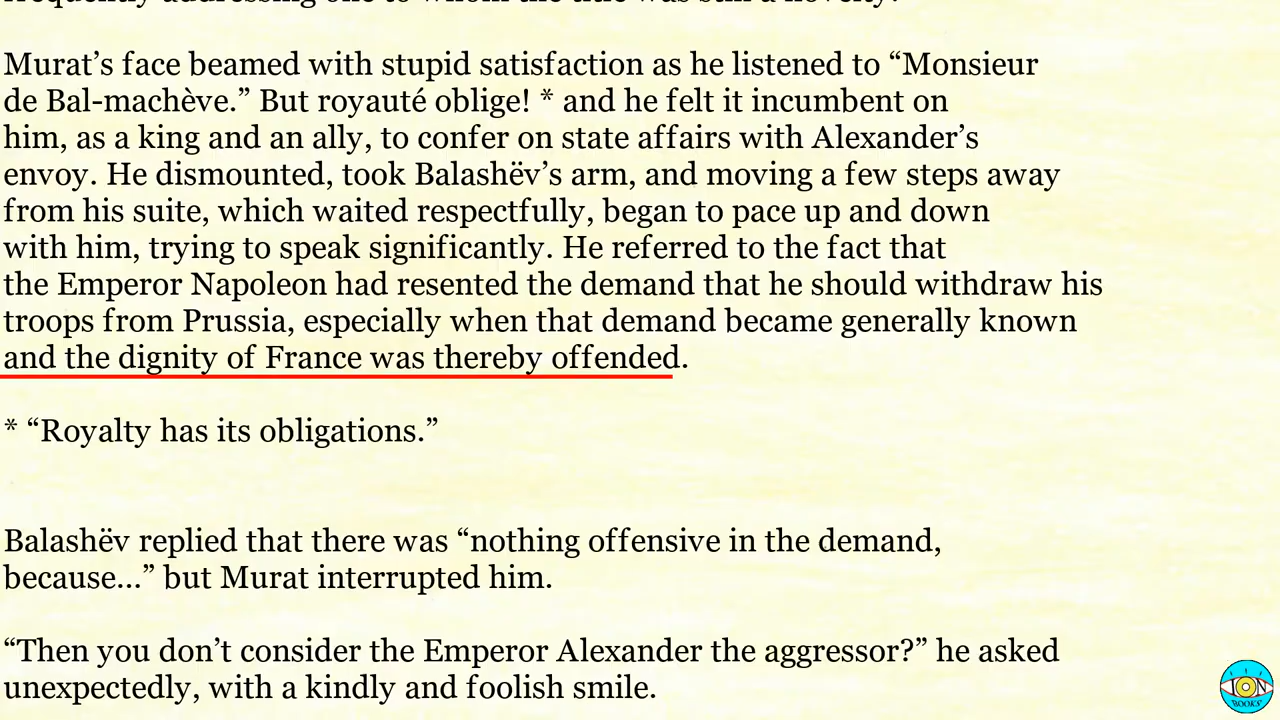 Murat’s face beamed with stupid satisfaction as he listened to “Monsieur
de Bal-machève.” But royauté oblige! * and he felt it incumbent on
him, as a king and an ally, to confer on state affairs with Alexander’s
envoy. He dismounted, took Balashëv’s arm, and moving a few steps away
from his suite, which waited respectfully, began to pace up and down
with him, trying to speak significantly. He referred to the fact that
the Emperor Napoleon had resented the demand that he should withdraw his
troops from Prussia, especially when that demand became generally known
and the dignity of France was thereby offended.
* “Royalty has its obligations.”
Balashëv replied that there was “nothing offensive in the demand,
because...” but Murat interrupted him.
“Then you don’t consider the Emperor Alexander the aggressor?” he asked
unexpectedly, with a kindly and foolish smile.
ION
BOOKS